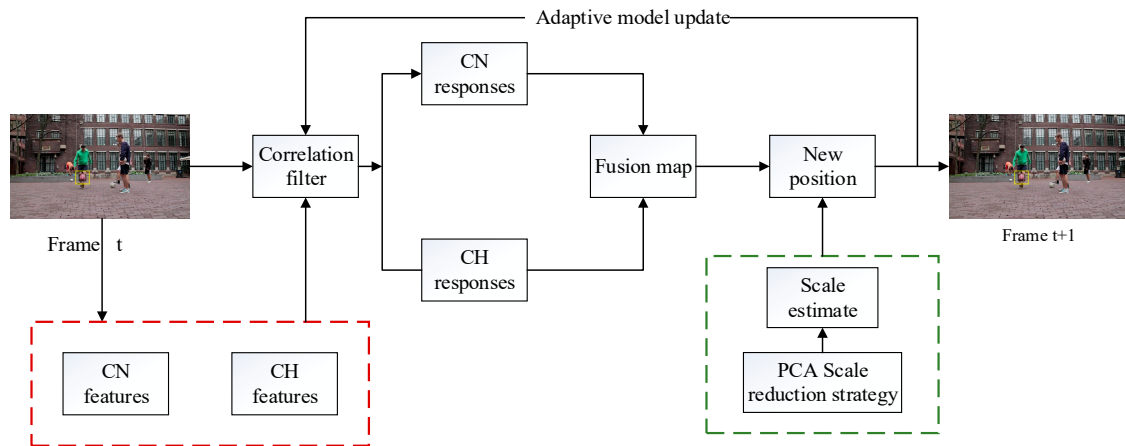 Adaptive model update
CN
responses
Correlation
filter
Fusion map
New
position
Frame t
CH
responses
Frame t+1
Scale
estimate
CN
features
CH
features
PCA Scale
reduction strategy